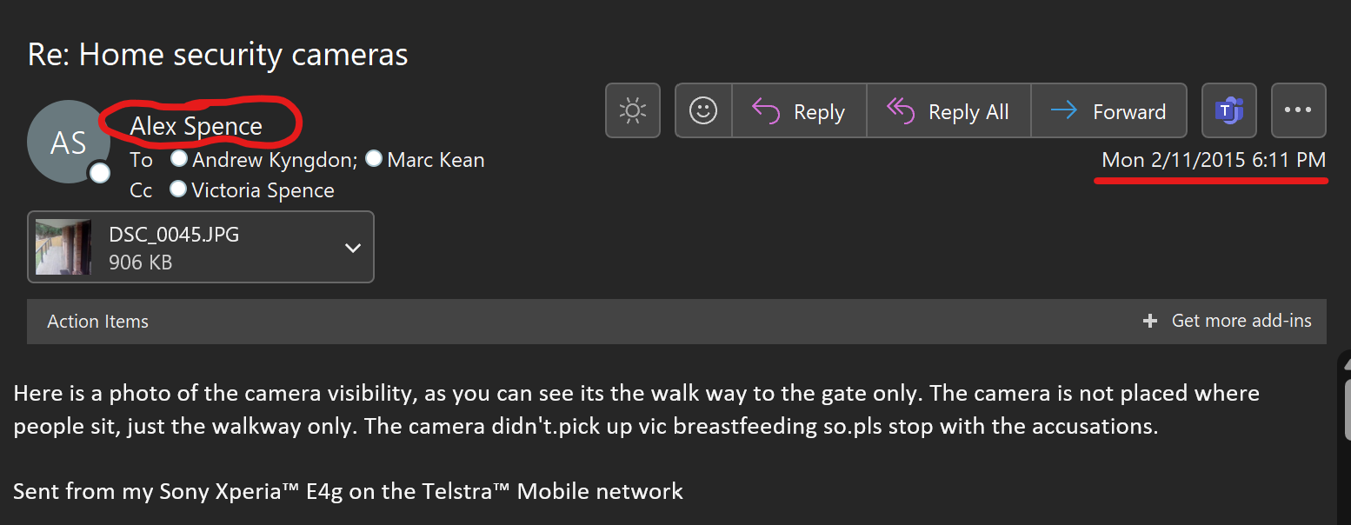 Re: Home security cameras
AS
Alex Spence
Reply
Reply All
Forward
T
To Andrew Kyngdon; Marc Kean
Mon 2/11/2015 6:11 PM
Cc Victoria Spence
DSC_0045.JPG
906 KB
Action Items
+ Get more add-ins
Here is a photo of the camera visibility, as you can see its the walk way to the gate only. The camera is not placed where
people sit, just the walkway only. The camera didn't.pick up vic breastfeeding so.pls stop with the accusations.
Sent from my Sony Xperia™ E4g on the Telstra™ Mobile network